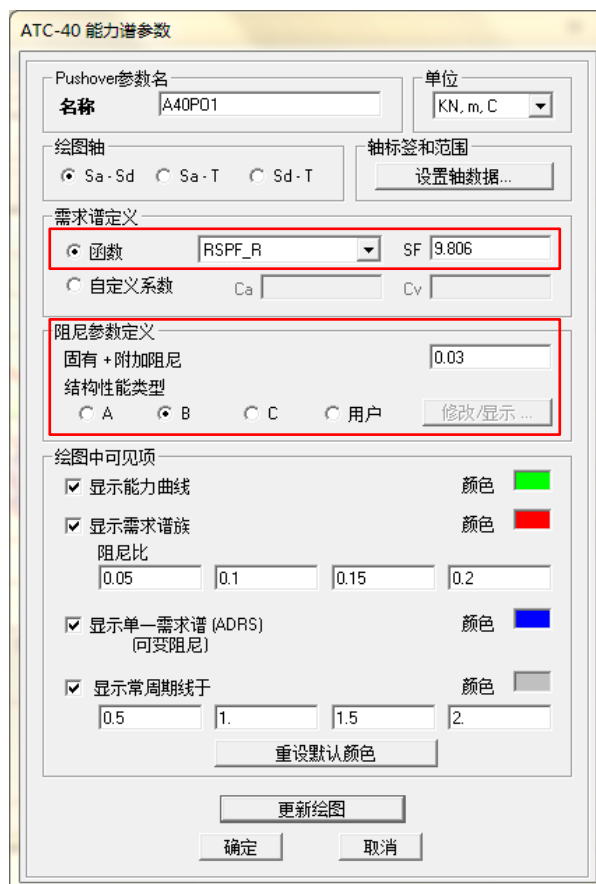 ATC-40 能力谱参数
Pushover参数名
单位
名称 A40PO1
KN, m, C
绘图轴
轴标签和范围
Sa - Sd Sa - T Sd - T
设置轴数据...
需求谱定义
函数 RSPF_R SF 9.806
自定义系数 Ca Cv
阻尼参数定义
固有 + 附加阻尼 0.03
结构性能类型
A B C 用户 修改/显示 ...
绘图中可见项
显示能力曲线 颜色
显示需求谱族 颜色
阻尼比
0.05 0.1 0.15 0.2
显示单一需求谱 (ADRS) 颜色
(可变阻尼)
显示常周期线于 颜色
0.5 1. 1.5 2.
重设默认颜色
更新绘图
确定 取消